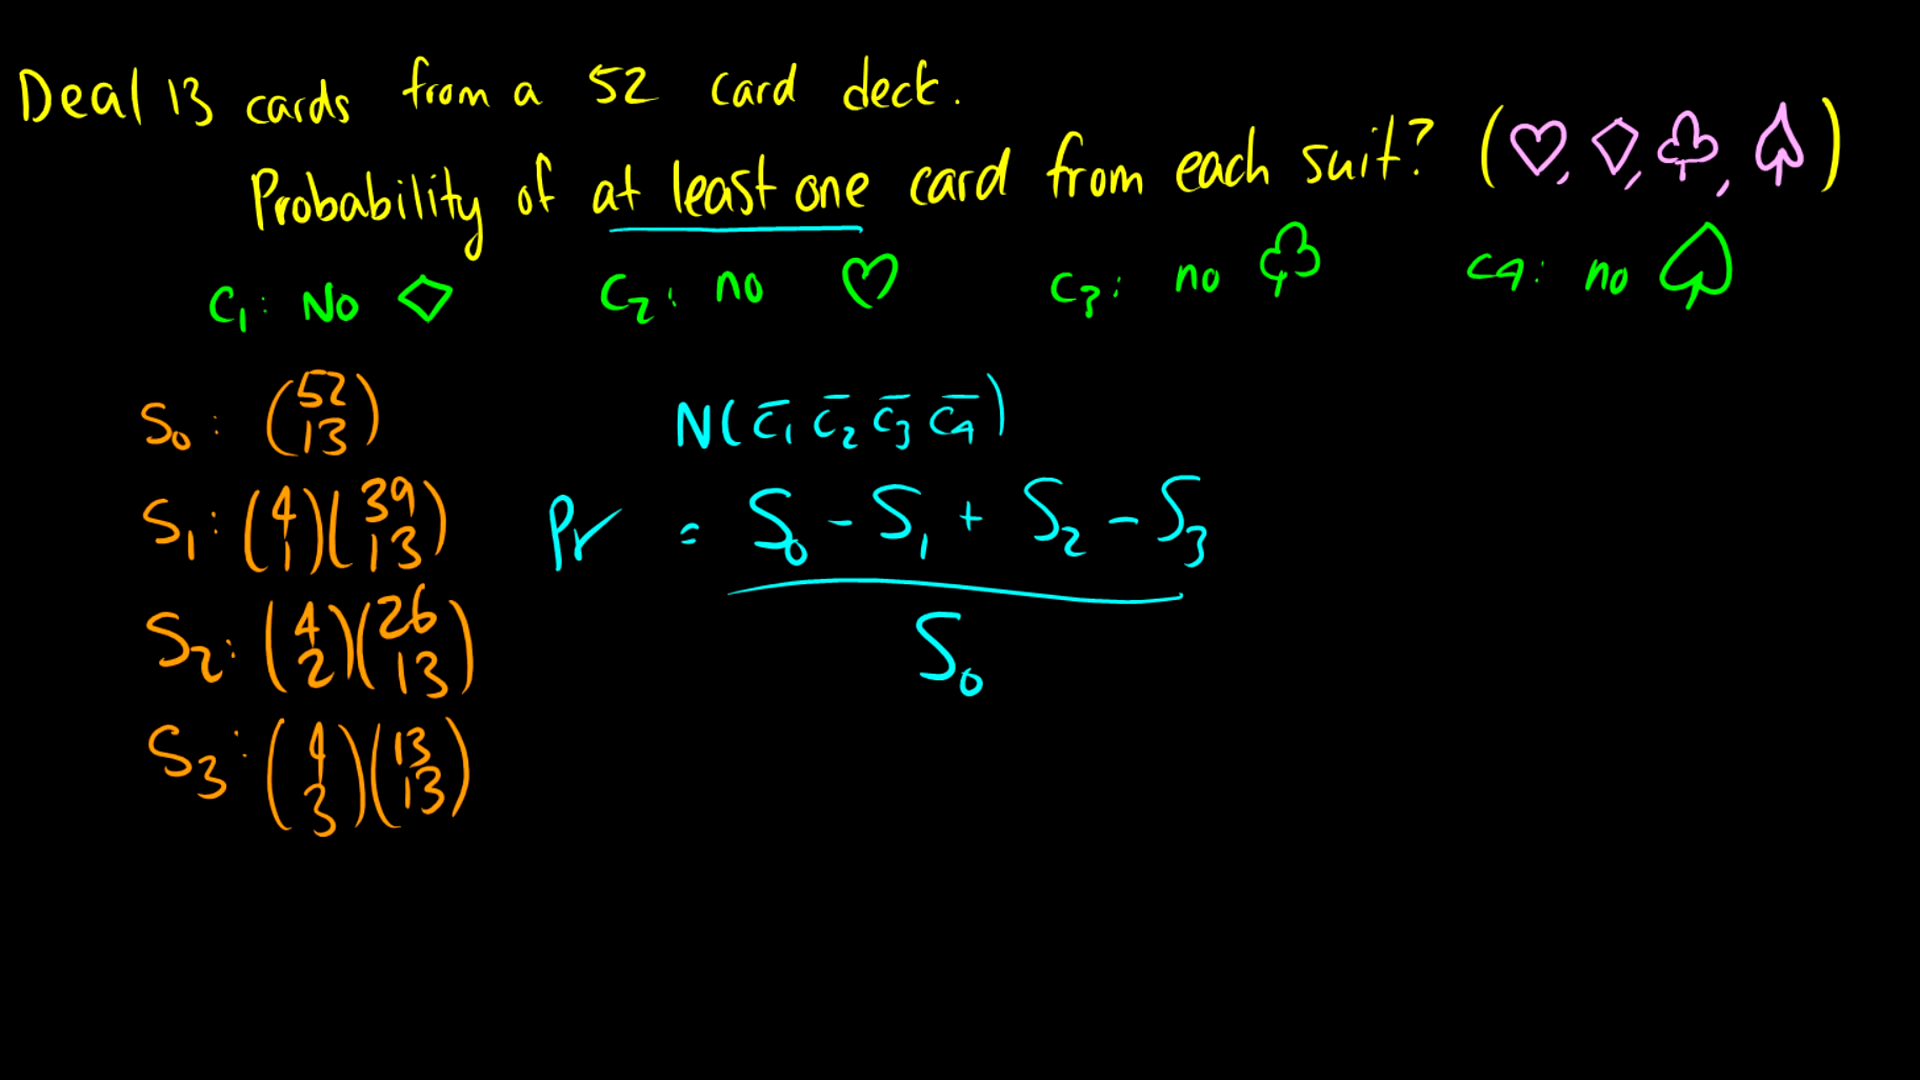 Deal 13 cards from a 52 card deck.
Probability of at least one card from each suit? (♡, ◇, ♧, ♤)
C₁: No ◇ C₂: no ♡ C₃: no ♧ C4: no ♤
S₀: (52 13)
N(c̄₁ c̄₂ c̄₃ c̄₄)
S₁: (4 1)(39 13)
Pr = S₀ - S₁ + S₂ - S₃
S₀
S₂: (4 2)(26 13)
S₃: (4 3)(13 13)